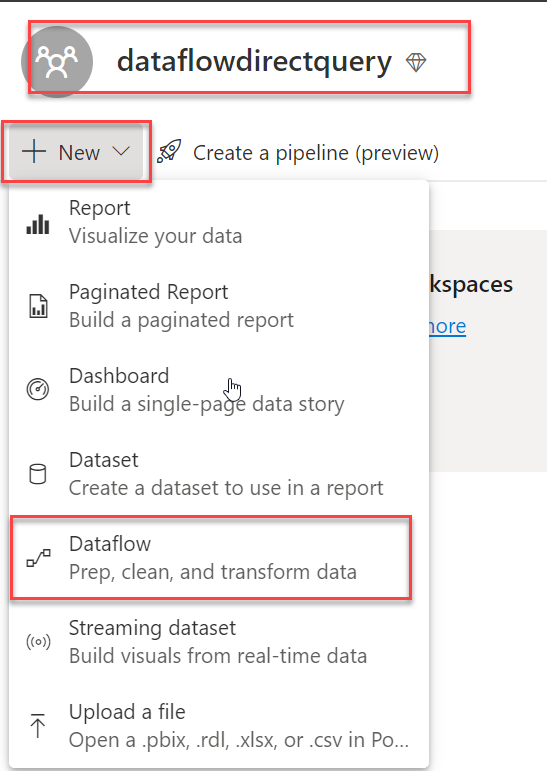 dataflowdirectquery
New
Create a pipeline (preview)
Report
Visualize your data
Paginated Report
Build a paginated report
Dashboard
Build a single-page data story
Dataset
Create a dataset to use in a report
Dataflow
Prep, clean, and transform data
Streaming dataset
Build visuals from real-time data
Upload a file
Open a .pbix, .rdl, .xlsx, or .csv in Po...
kspaces
nore